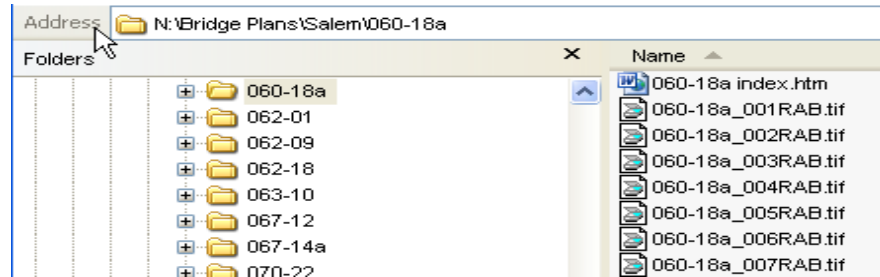 Address N:\Bridge Plans\Salem\060-18a
Folders × Name
060-18a
062-01
062-09
062-18
063-10
067-12
067-14a
070-22
060-18a index.htm
060-18a_001RAB.tif
060-18a_002RAB.tif
060-18a_003RAB.tif
060-18a_004RAB.tif
060-18a_005RAB.tif
060-18a_006RAB.tif
060-18a_007RAB.tif